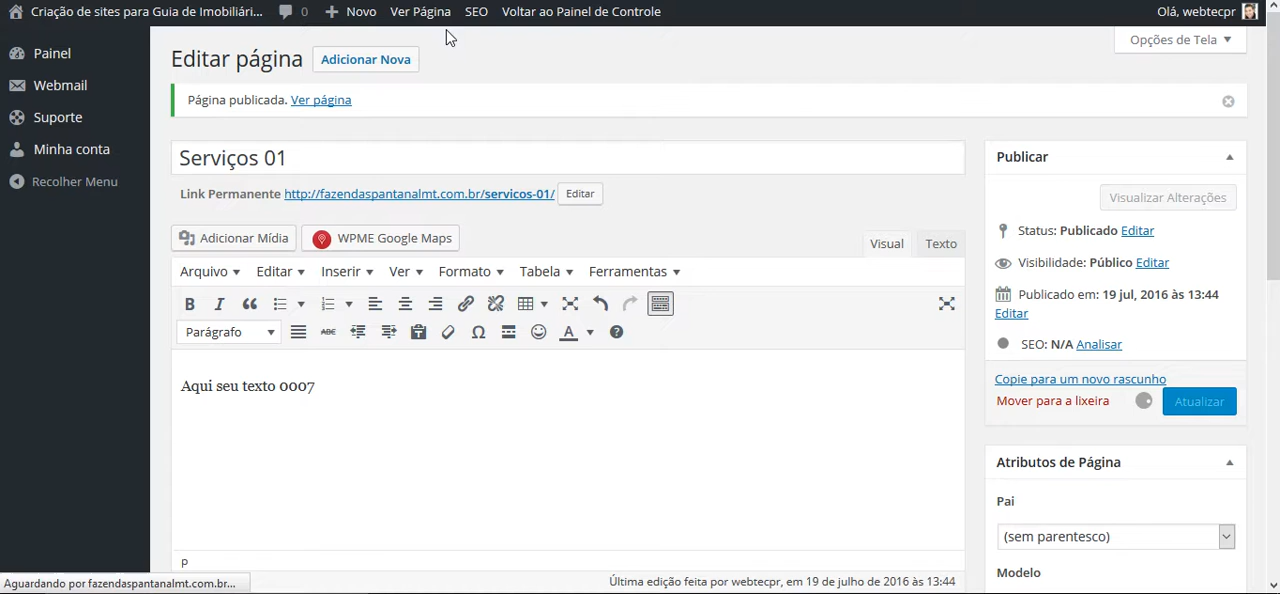 Criação de sites para Guia de Imobiliári... 0 Novo Ver Página SEO Voltar ao Painel de Controle Olá, webtecpr
Painel
Webmail
Suporte
Minha conta
Recolher Menu
Opções de Tela
Editar página Adicionar Nova
Página publicada. Ver página
Serviços 01
Link Permanente http://fazendaspantanalmt.com.br/servicos-01/ Editar
Adicionar Mídia WPME Google Maps Visual Texto
Arquivo Editar Inserir Ver Formato Tabela Ferramentas
Parágrafo
Aqui seu texto 0007
p
Última edição feita por webtecpr, em 19 de julho de 2016 às 13:44
Publicar
Visualizar Alterações
Status: Publicado Editar
Visibilidade: Público Editar
Publicado em: 19 jul, 2016 às 13:44
Editar
SEO: N/A Analisar
Copie para um novo rascunho
Mover para a lixeira Atualizar
Atributos de Página
Pai
(sem parentesco)
Modelo
Aguardando por fazendaspantanalmt.com.br...